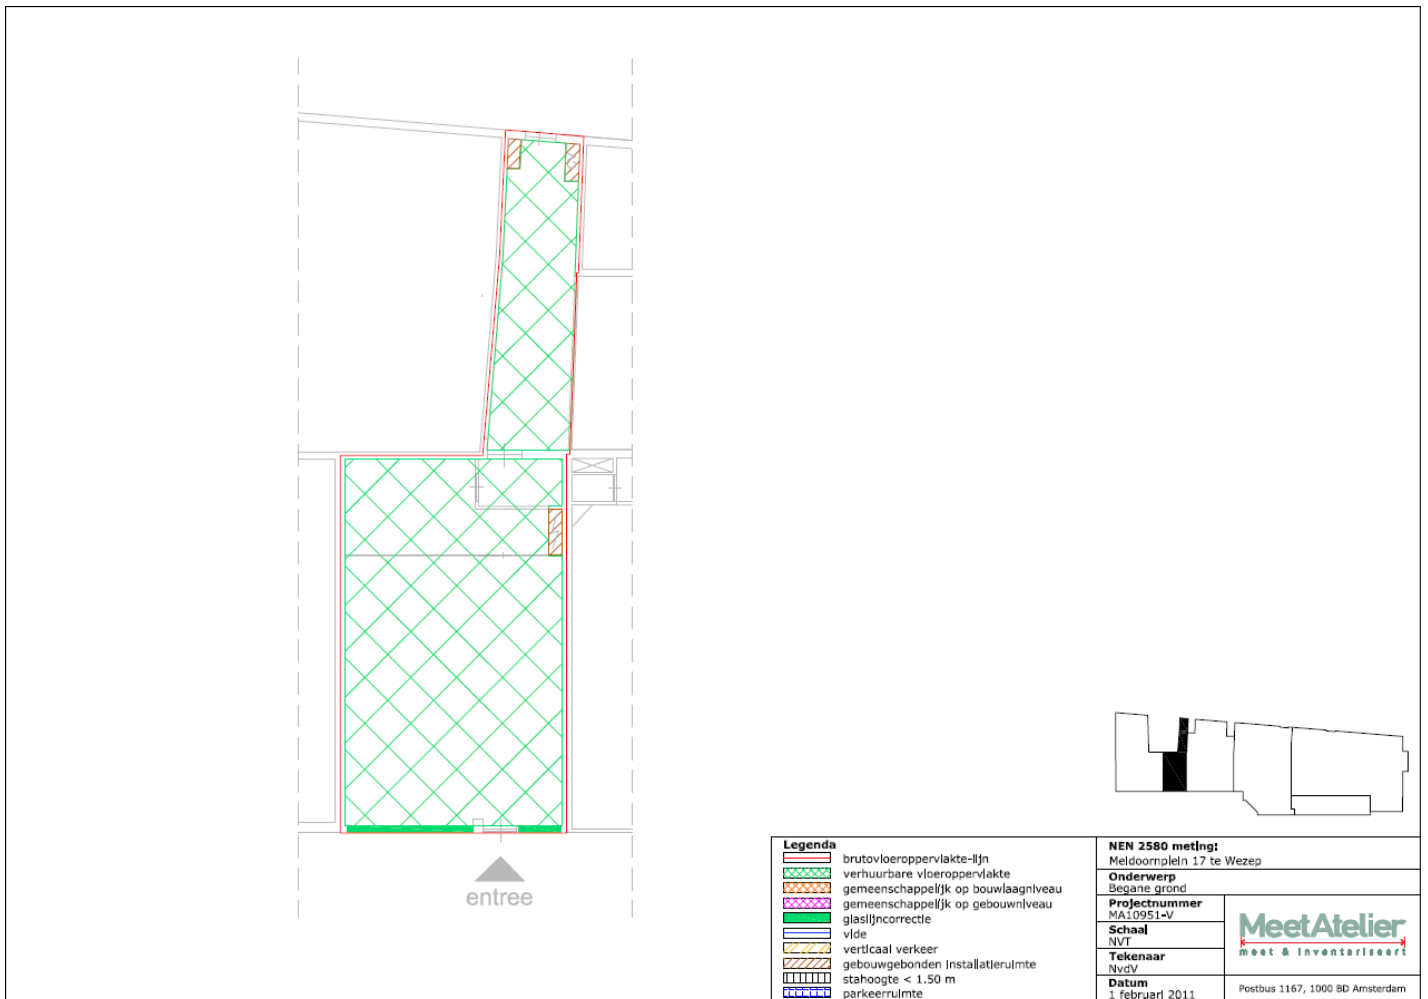 entree
Legenda
brutovloeroppervlakte-lijn
verhuurbare vloeroppervlakte
gemeenschappelijk op bouwlaagniveau
gemeenschappelijk op gebouwniveau
glaslijncorrectie
vide
verticaal verkeer
gebouwgebonden installatieruimte
stahoogte < 1.50 m
parkeerruimte
NEN 2580 meting:
Meidoornplein 17 te Wezep
Onderwerp
Begane grond
Projectnummer
MA10951-V
Schaal
NVT
Tekenaar
NvdV
Datum
1 februari 2011
MeetAtelier
meet & inventariseert
Postbus 1167, 1000 BD Amsterdam